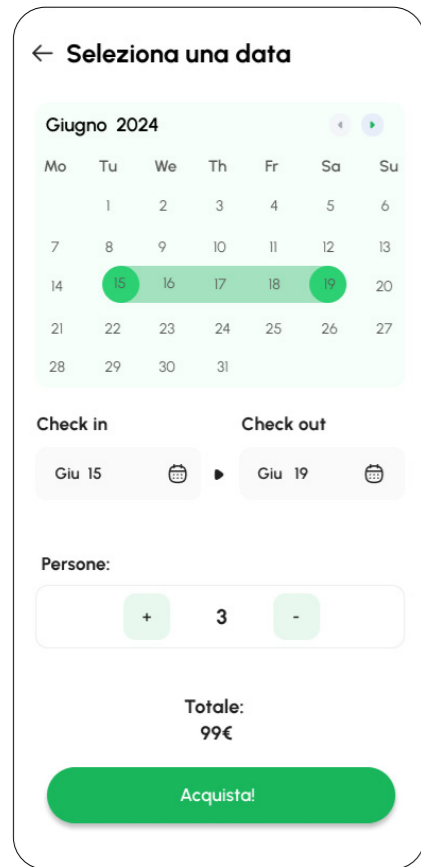 Seleziona una data
Giugno 2024
Mo Tu We Th Fr Sa Su
1 2 3 4 5 6
7 8 9 10 11 12 13
14 15 16 17 18 19 20
21 22 23 24 25 26 27
28 29 30 31
Check in Check out
Giu 15 Giu 19
Persone:
+ 3 -
Totale:
99€
Acquista!